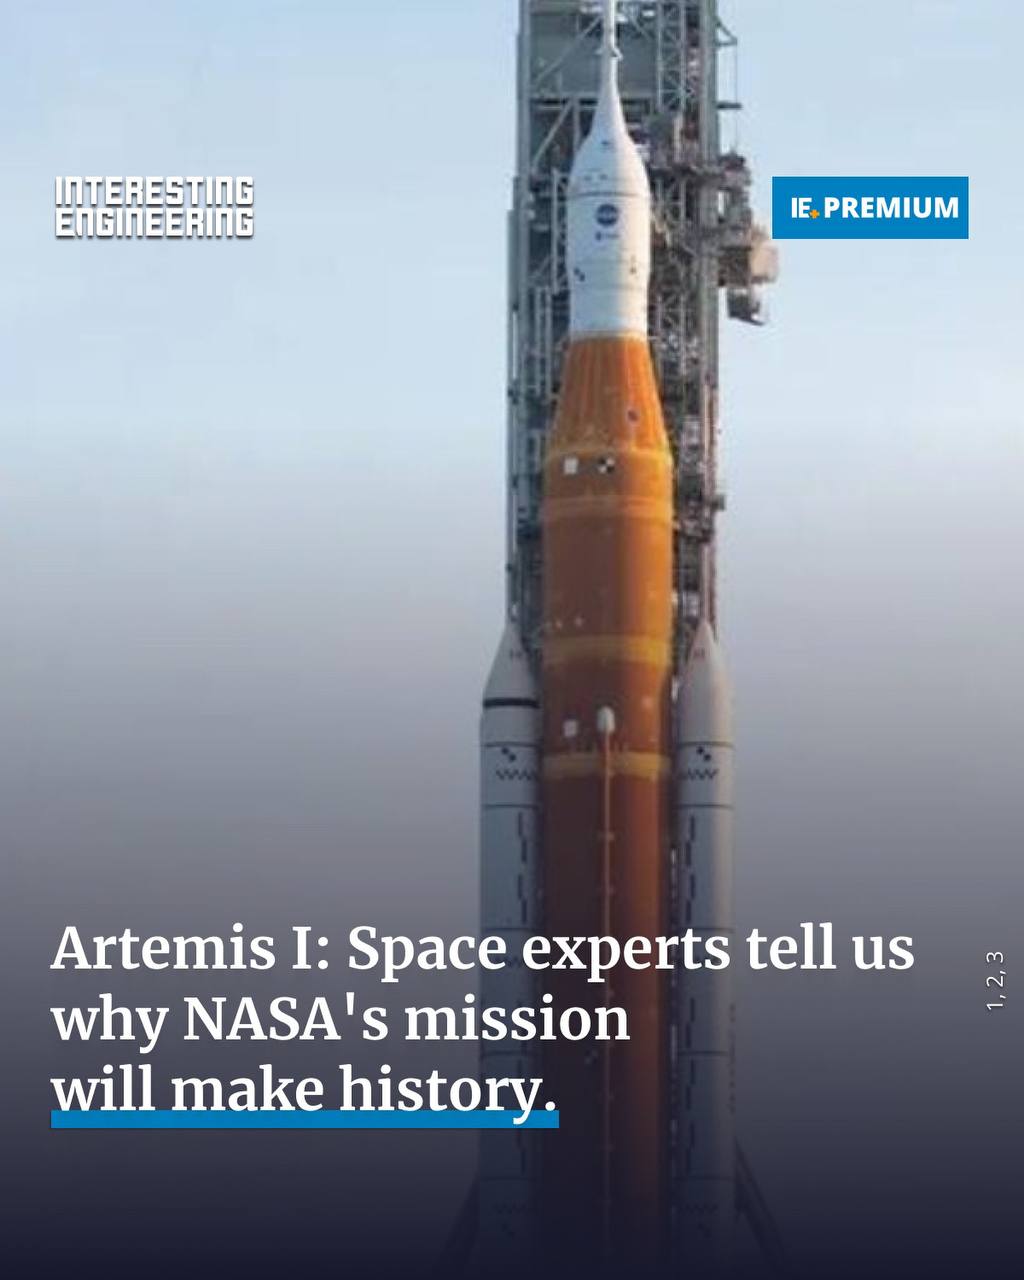 INTERESTING
ENGINEERING
IE+ PREMIUM
Artemis I: Space experts tell us
why NASA's mission
will make history.
1, 2, 3